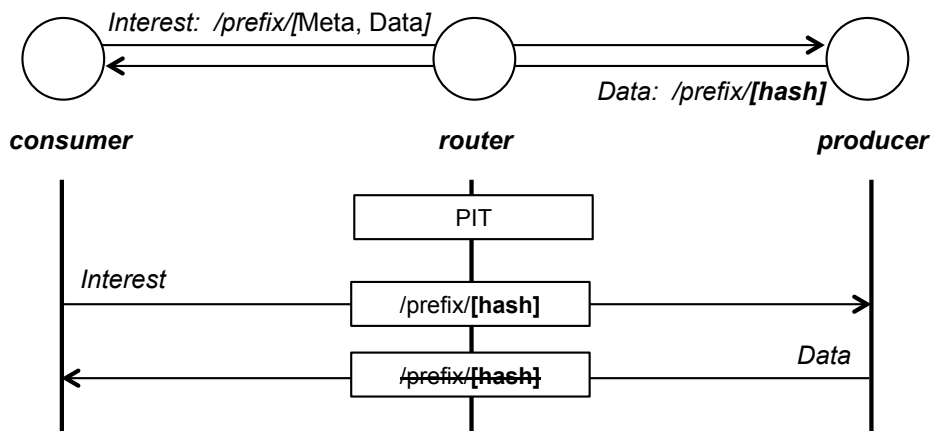 Interest: /prefix/[Meta, Data]
Data: /prefix/[hash]
consumer
router
producer
PIT
Interest
/prefix/[hash]
Data
/prefix/[hash]